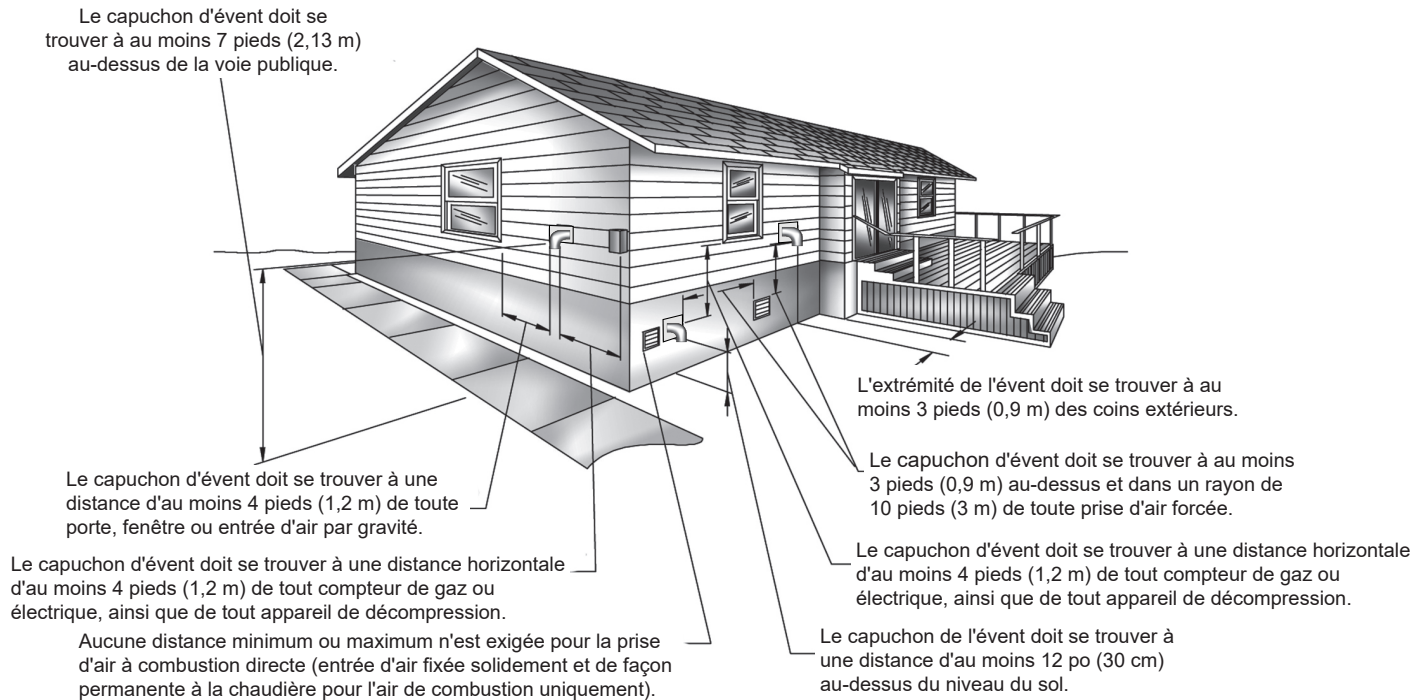 Le capuchon d'évent doit se
trouver à au moins 7 pieds (2,13 m)
au-dessus de la voie publique.
L'extrémité de l'évent doit se trouver à au
moins 3 pieds (0,9 m) des coins extérieurs.
Le capuchon d'évent doit se trouver à au moins
3 pieds (0,9 m) au-dessus et dans un rayon de
10 pieds (3 m) de toute prise d'air forcée.
Le capuchon d'évent doit se trouver à une
distance d'au moins 4 pieds (1,2 m) de toute
porte, fenêtre ou entrée d'air par gravité.
Le capuchon d'évent doit se trouver à une distance horizontale
d'au moins 4 pieds (1,2 m) de tout compteur de gaz ou
électrique, ainsi que de tout appareil de décompression.
Le capuchon d'évent doit se trouver à une distance horizontale
d'au moins 4 pieds (1,2 m) de tout compteur de gaz ou
électrique, ainsi que de tout appareil de décompression.
Aucune distance minimum ou maximum n'est exigée pour la prise
d'air à combustion directe (entrée d'air fixée solidement et de façon
permanente à la chaudière pour l'air de combustion uniquement).
Le capuchon de l'évent doit se trouver à
une distance d'au moins 12 po (30 cm)
au-dessus du niveau du sol.